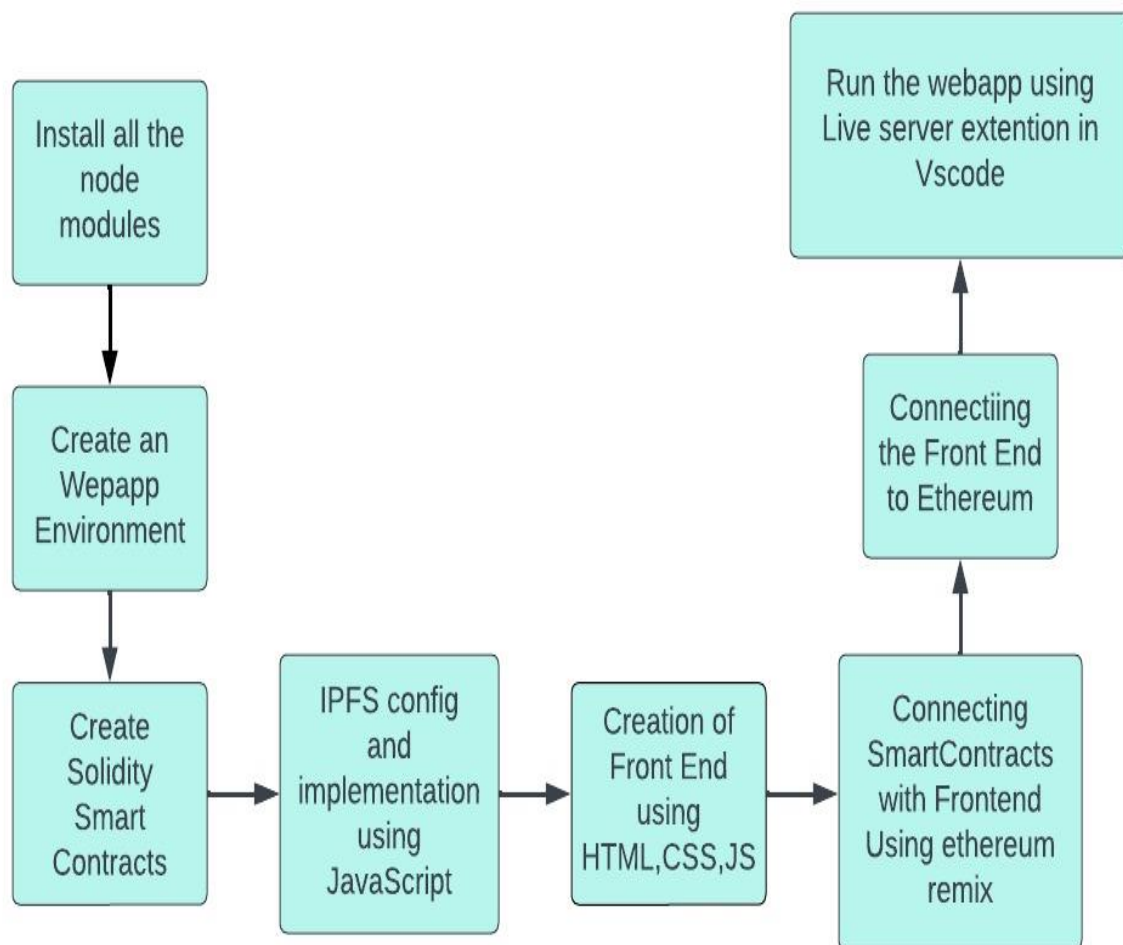 Install all the
node
modules
Create an
Wepapp
Environment
Create
Solidity
Smart
Contracts
IPFS config
and
implementation
using
JavaScript
Creation of
Front End
using
HTML,CSS,JS
Connecting
SmartContracts
with Frontend
Using ethereum
remix
Connectiing
the Front End
to Ethereum
Run the webapp using
Live server extention in
Vscode